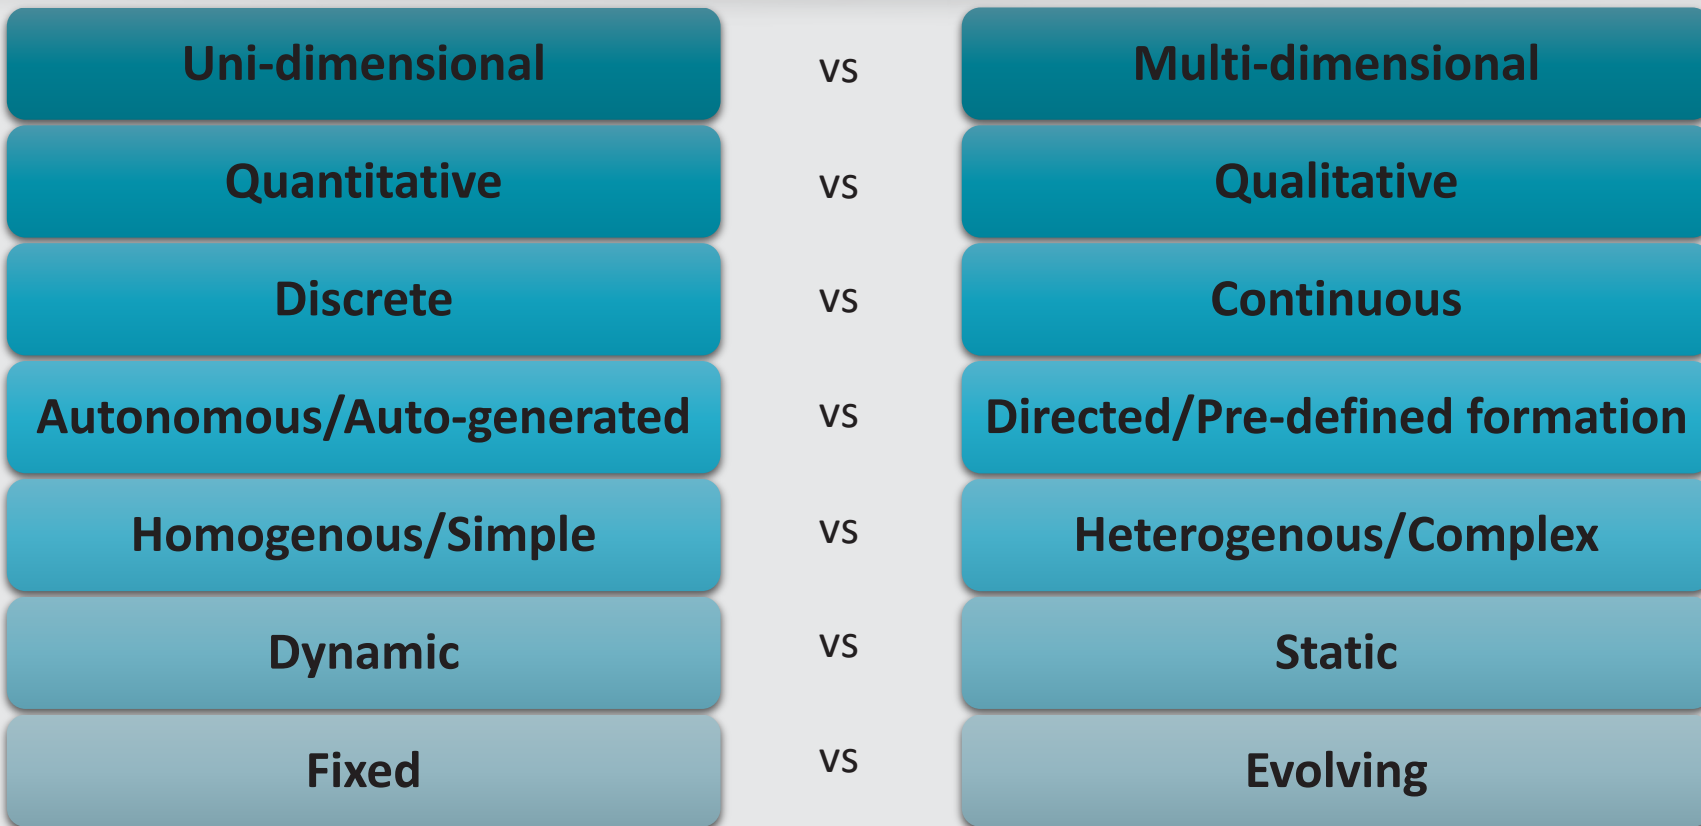 Uni-dimensional vs Multi-dimensional
Quantitative vs Qualitative
Discrete vs Continuous
Autonomous/Auto-generated vs Directed/Pre-defined formation
Homogenous/Simple vs Heterogenous/Complex
Dynamic vs Static
Fixed vs Evolving